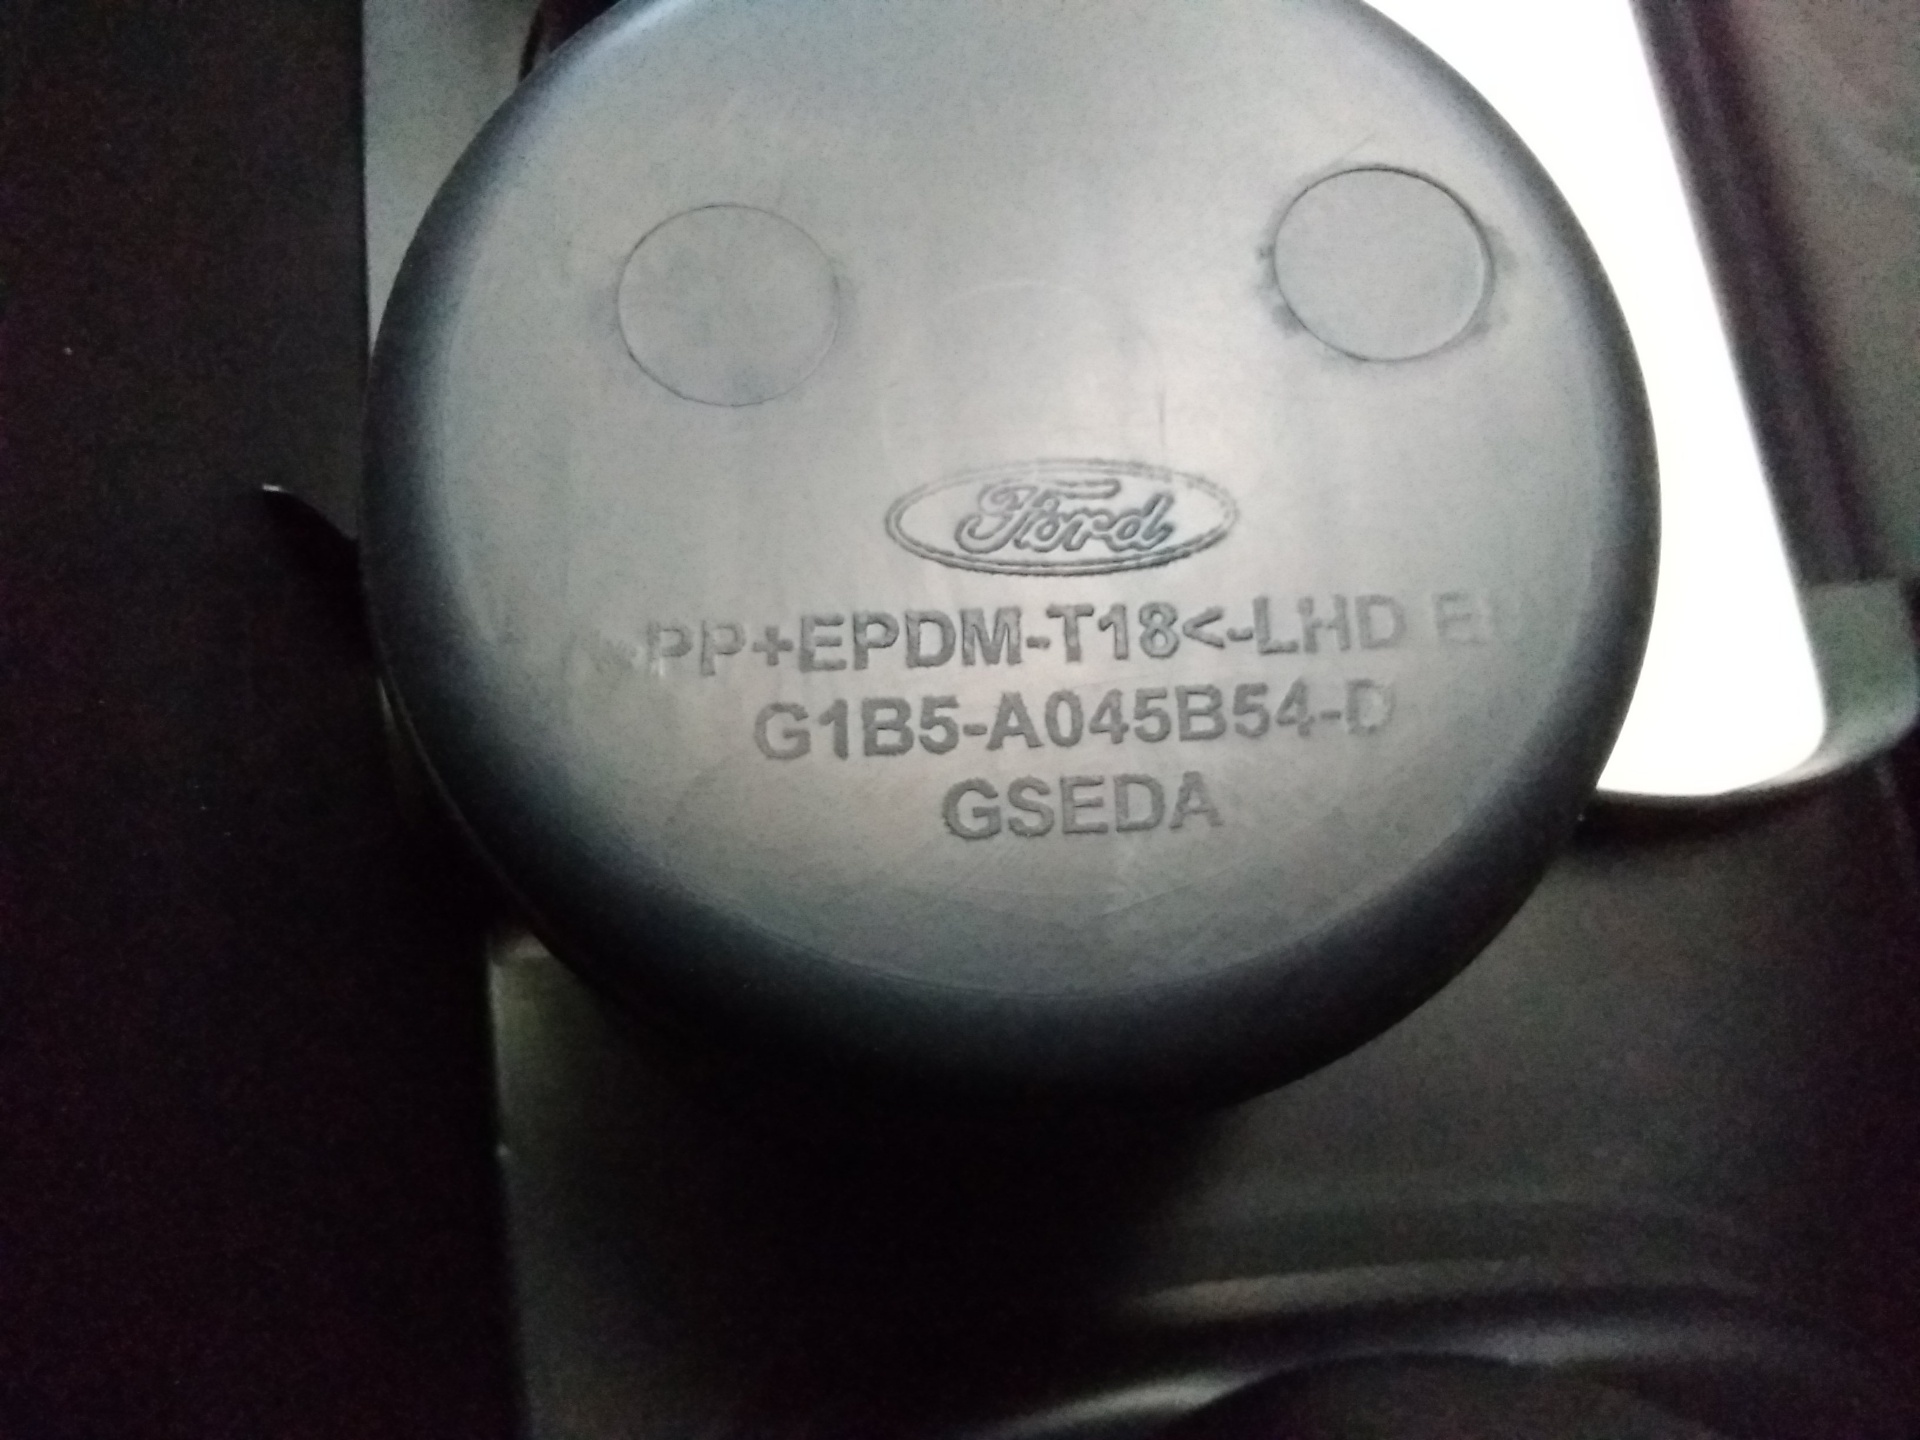 Ford
PP+EPDM-T18<-LHD
G1B5-A045B54-D
GSEDA